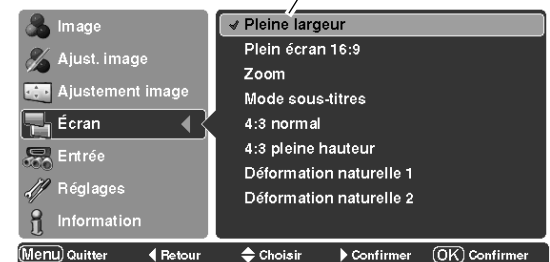 Image
Ajust. image
Ajustement image
Écran
Entrée
Réglages
Information
Pleine largeur
Plein écran 16:9
Zoom
Mode sous-titres
4:3 normal
4:3 pleine hauteur
Déformation naturelle 1
Déformation naturelle 2
Menu Quitter Retour Choisir Confirmer OK Confirmer